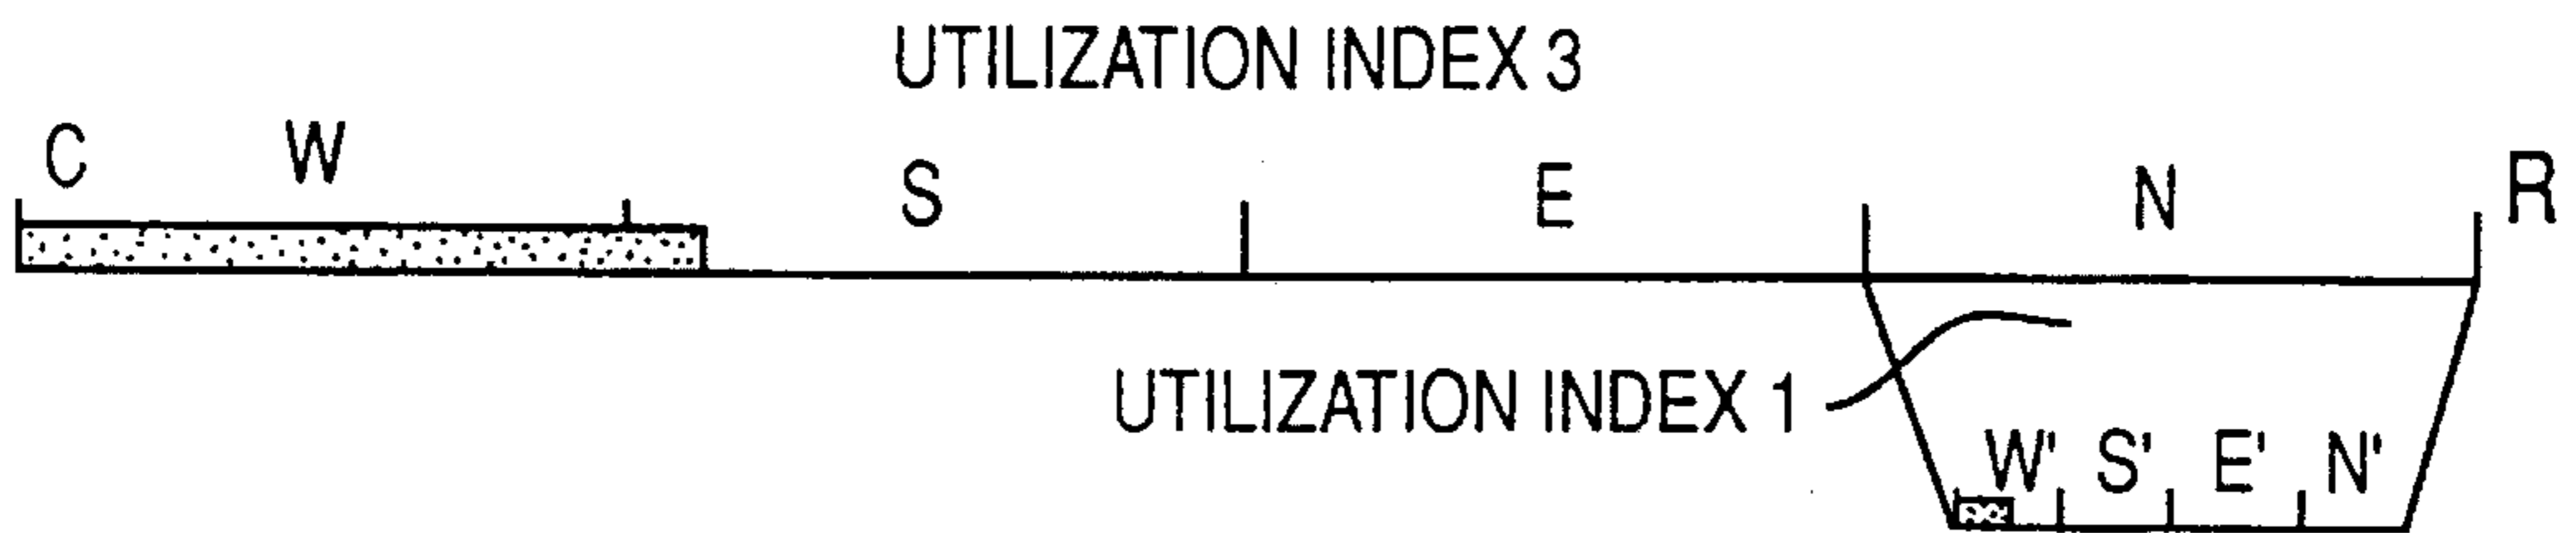 UTILIZATION INDEX 3
C W S E N R
UTILIZATION INDEX 1
W' S' E' N'